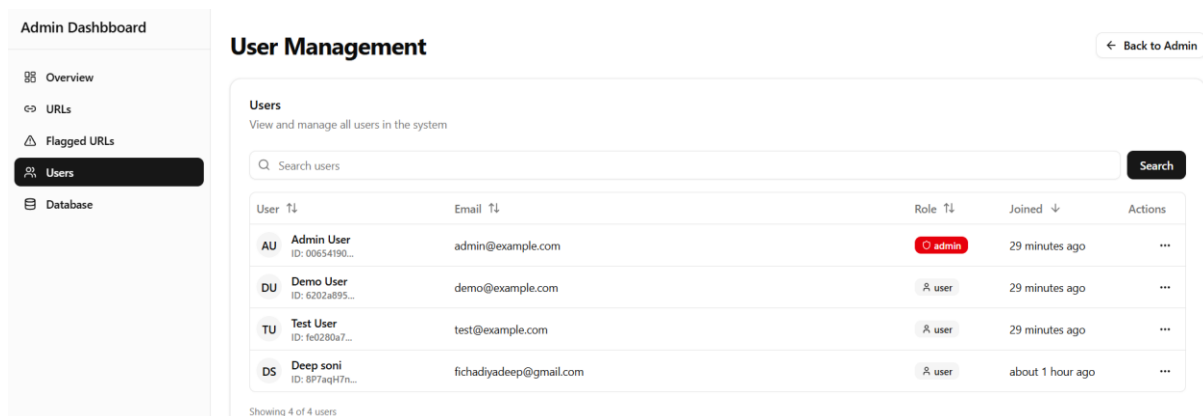 Admin Dashbboard
Overview
URLs
Flagged URLs
Users
Database
User Management
Back to Admin
Users
View and manage all users in the system
Search users
Search
User Email Role Joined Actions
AU Admin User admin@example.com admin 29 minutes ago ...
ID: 00654190...
DU Demo User demo@example.com user 29 minutes ago ...
ID: 6202a895...
TU Test User test@example.com user 29 minutes ago ...
ID: fe0280a7...
DS Deep soni fichadiyadeep@gmail.com user about 1 hour ago ...
ID: 8P7aqH7n...
Showing 4 of 4 users